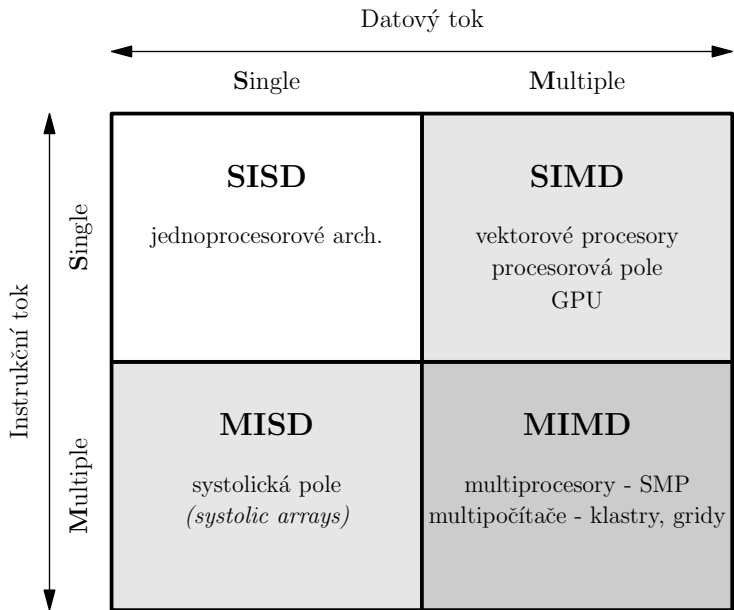 Datový tok
Single
Multiple
Instrukční tok
Single
Multiple
SISD
jednoprocesorové arch.
SIMD
vektorové procesory
procesorová pole
GPU
MISD
systolická pole
(systolic arrays)
MIMD
multiprocesory - SMP
multipočítače - klastry, gridy